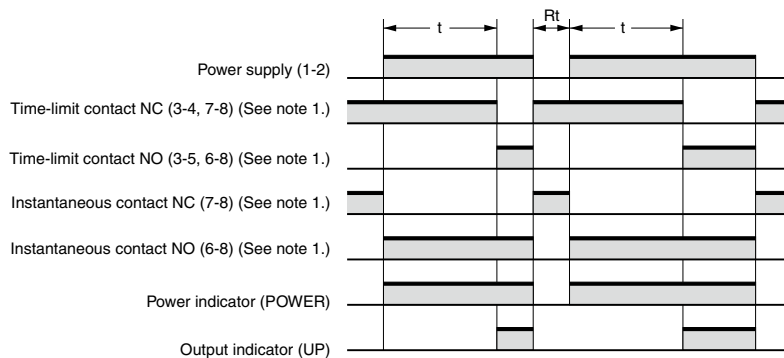 t Rt t
Power supply (1-2)
Time-limit contact NC (3-4, 7-8) (See note 1.)
Time-limit contact NO (3-5, 6-8) (See note 1.)
Instantaneous contact NC (7-8) (See note 1.)
Instantaneous contact NO (6-8) (See note 1.)
Power indicator (POWER)
Output indicator (UP)